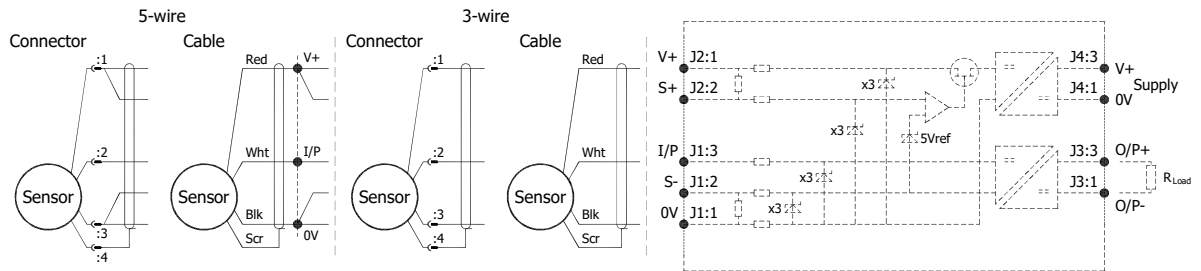 5-wire
3-wire
Connector
Cable
Connector
Cable
:1
:2
:3
:4
Sensor
Red
Wht
Blk
Scr
Sensor
V+
I/P
0V
:1
:2
:3
:4
Sensor
Red
Wht
Blk
Scr
Sensor
V+
J2:1
S+
J2:2
I/P
J1:3
S-
J1:2
0V
J1:1
x3
x3
5Vref
x3
x3
J4:3
V+
Supply
J4:1
0V
J3:3
O/P+
J3:1
RLoad
O/P-